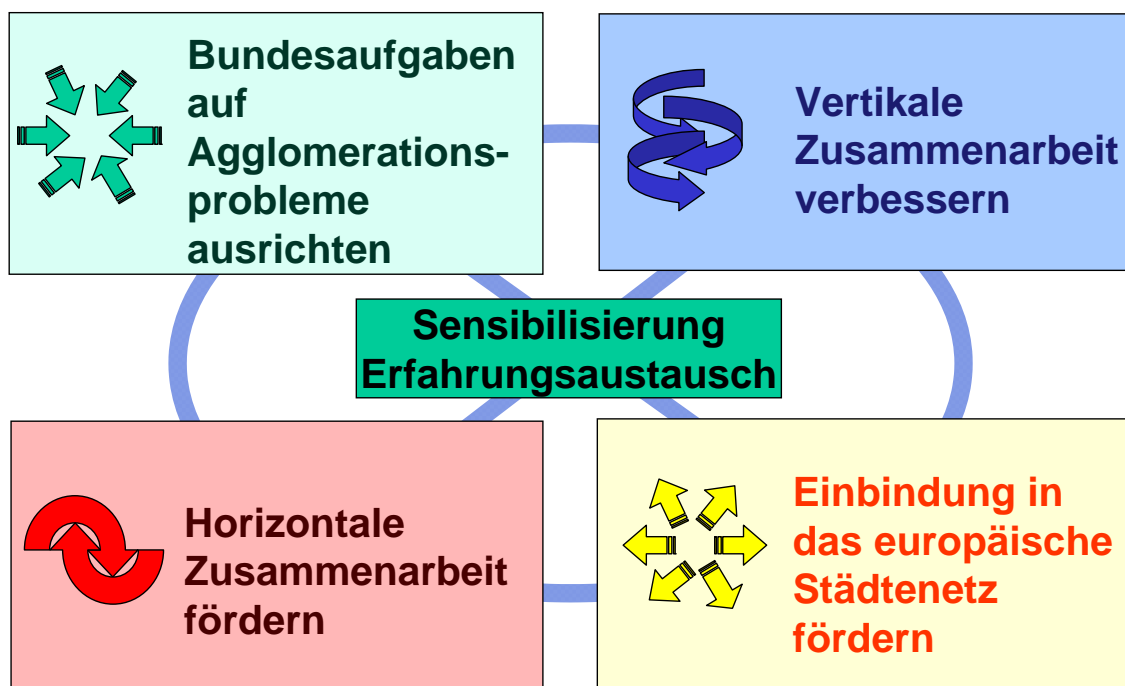 Bundesaufgaben
auf
Agglomerations-
probleme
ausrichten
Vertikale
Zusammenarbeit
verbessern
Sensibilisierung
Erfahrungsaustausch
Horizontale
Zusammenarbeit
fördern
Einbindung in
das europäische
Städtenetz
fördern